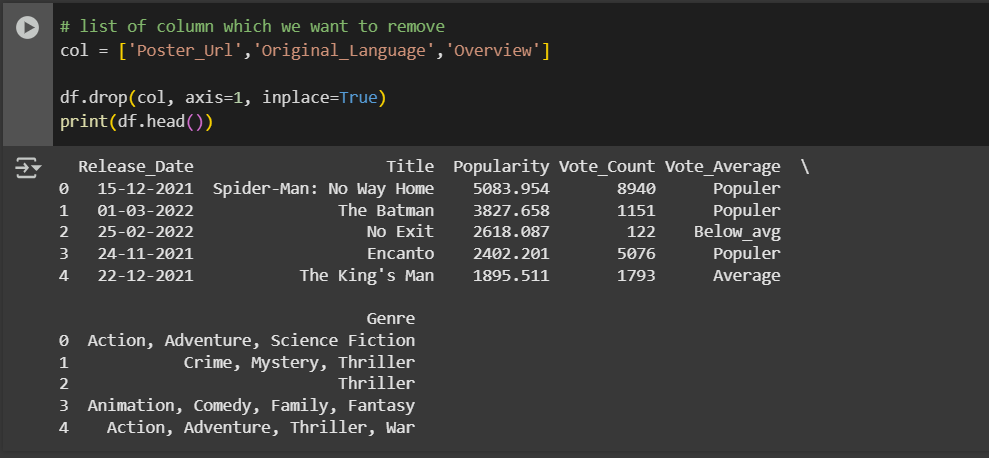 # list of column which we want to remove
col = ['Poster_Url','Original_Language','Overview']
df.drop(col, axis=1, inplace=True)
print(df.head())
Release_Date Title Popularity Vote_Count Vote_Average \
0 15-12-2021 Spider-Man: No Way Home 5083.954 8940 Populer
1 01-03-2022 The Batman 3827.658 1151 Populer
2 25-02-2022 No Exit 2618.087 122 Below_avg
3 24-11-2021 Encanto 2402.201 5076 Populer
4 22-12-2021 The King's Man 1895.511 1793 Average
Genre
0 Action, Adventure, Science Fiction
1 Crime, Mystery, Thriller
2 Thriller
3 Animation, Comedy, Family, Fantasy
4 Action, Adventure, Thriller, War